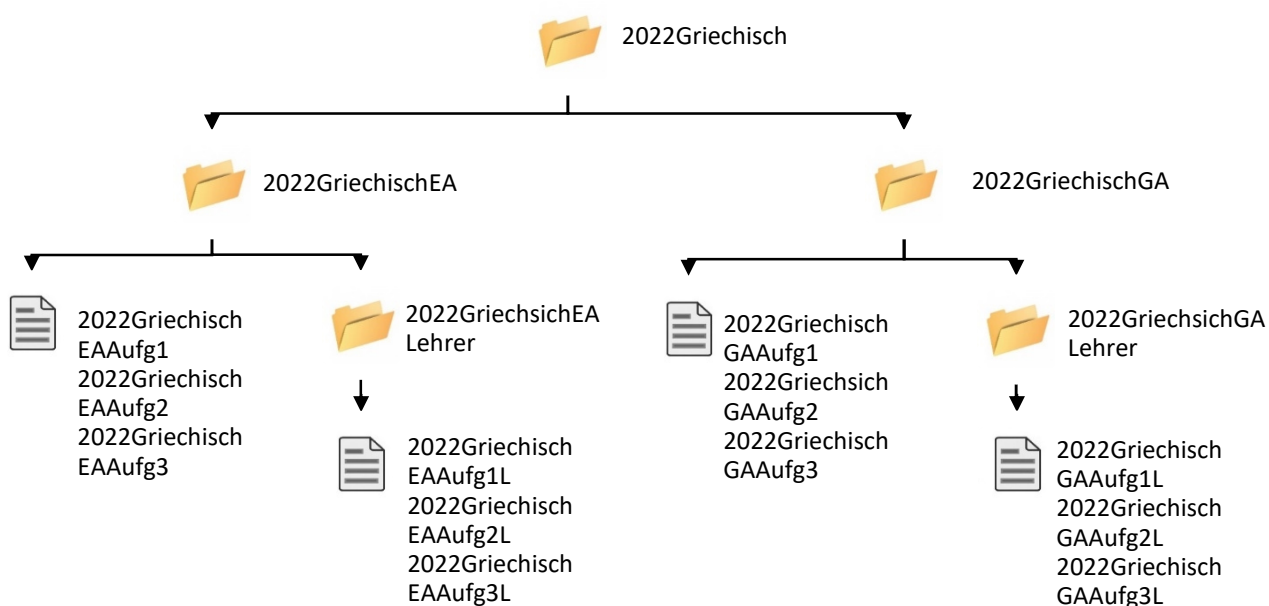 2022Griechisch
2022GriechischEA
2022GriechischGA
2022Griechisch
EAAufg1
2022Griechisch
EAAufg2
2022Griechisch
EAAufg3
2022GriechsichEA
Lehrer
2022Griechisch
EAAufg1L
2022Griechisch
EAAufg2L
2022Griechisch
EAAufg3L
2022Griechisch
GAAufg1
2022Griechsich
GAAufg2
2022Griechisch
GAAufg3
2022GriechsichGA
Lehrer
2022Griechisch
GAAufg1L
2022Griechisch
GAAufg2L
2022Griechisch
GAAufg3L